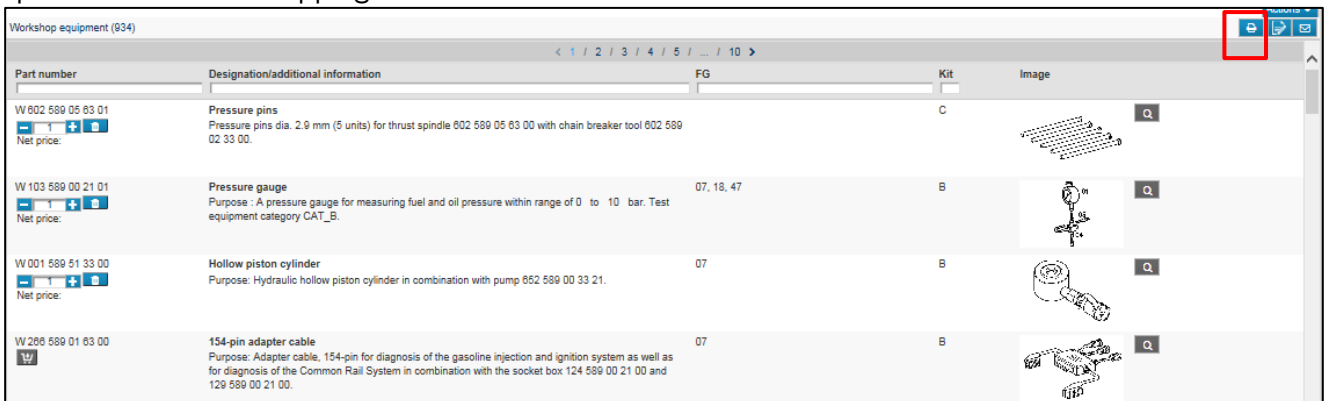 Workshop equipment (934)
< 1 / 2 / 3 / 4 / 5 / ... / 10 >
Part number Designation/additional information FG Kit Image
W 602 589 05 63 01 Pressure pins C
1 Pressure pins dia. 2.9 mm (5 units) for thrust spindle 602 589 05 63 00 with chain breaker tool 602 589
Net price: 02 33 00.
W 103 589 00 21 01 Pressure gauge 07, 18, 47 B
1 Purpose : A pressure gauge for measuring fuel and oil pressure within range of 0 to 10 bar. Test
Net price: equipment category CAT_B.
W 001 589 51 33 00 Hollow piston cylinder 07 B
1 Purpose: Hydraulic hollow piston cylinder in combination with pump 652 589 00 33 21.
Net price:
W 266 589 01 63 00 154-pin adapter cable 07 B
Purpose: Adapter cable, 154-pin for diagnosis of the gasoline injection and ignition system as well as
for diagnosis of the Common Rail System in combination with the socket box 124 589 00 21 00 and
129 589 00 21 00.